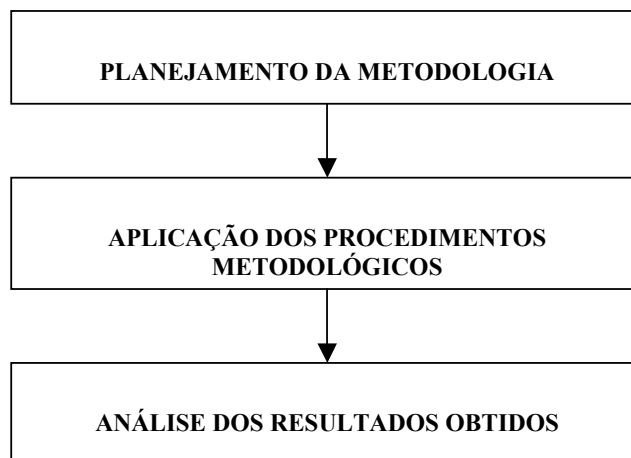 PLANEJAMENTO DA METODOLOGIA
APLICAÇÃO DOS PROCEDIMENTOS
METODOLÓGICOS
ANÁLISE DOS RESULTADOS OBTIDOS